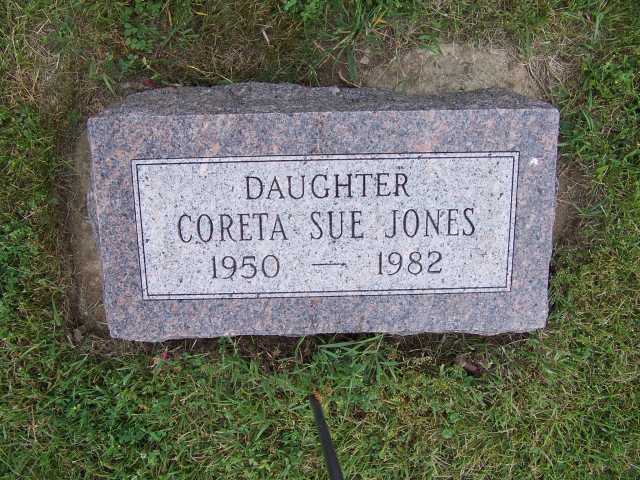 DAUGHTER
CORETA SUE JONES
1950 — 1982